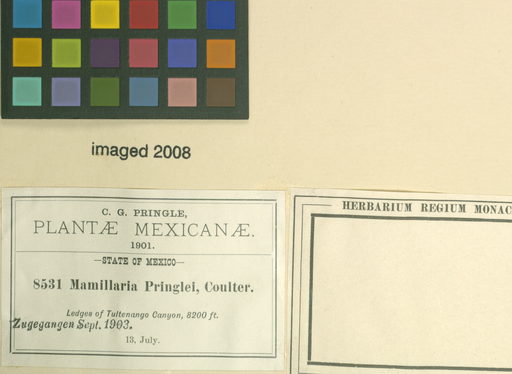 imaged 2008
C. G. PRINGLE,
PLANTÆ MEXICANÆ.
1901.
—STATE OF MEXICO—
8531 Mamillaria Pringlei, Coulter.
Ledges of Tultenango Canyon, 8200 ft.
Zugegangen Sept. 1903.
13, July.
HERBARIUM REGIUM MONAC